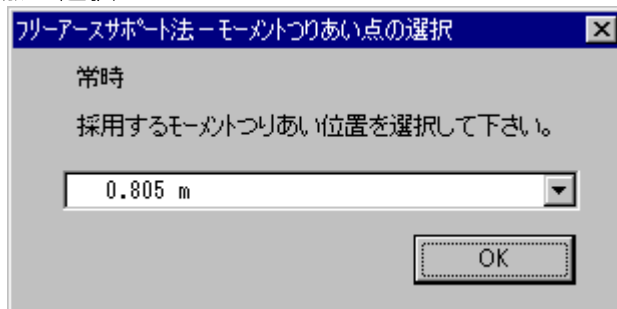 フリーアースサポート法－モーメントつりあい点の選択
常時
採用するモーメントつりあい位置を選択して下さい。
0.805 m
OK